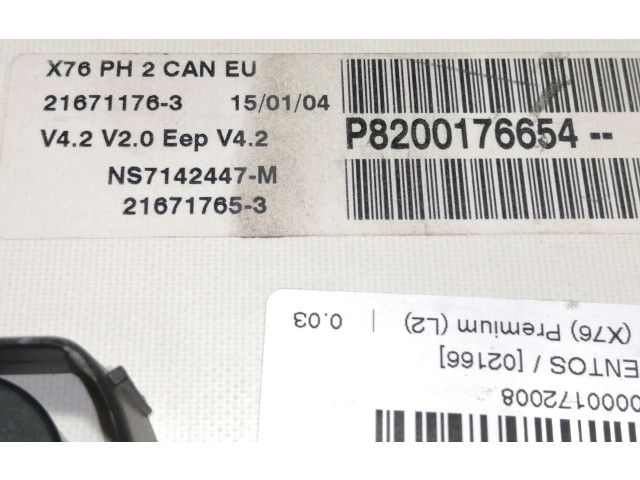 X76 PH 2 CAN EU
21671176-3 15/01/04
V4.2 V2.0 Eep V4.2
P8200176654--
NS7142447-M
21671765-3
0000172008
ENTOS / [02166]
(X76) Premium (L2) | 0.03